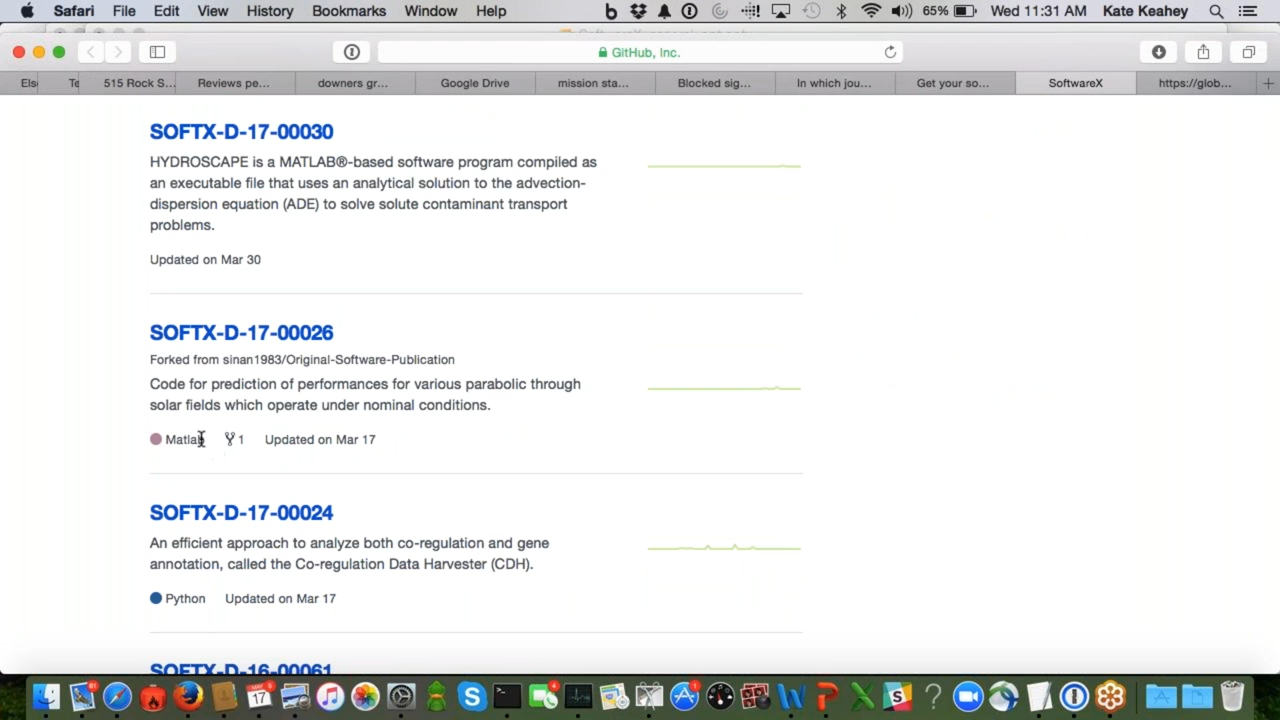 Safari File Edit View History Bookmarks Window Help 65% Wed 11:31 AM Kate Keahey
GitHub, Inc.
Els Te 515 Rock S... Reviews pe... downers gr... Google Drive mission sta... Blocked sig... In which jou... Get your so... SoftwareX https://glob...
SOFTX-D-17-00030
HYDROSCAPE is a MATLAB®-based software program compiled as
an executable file that uses an analytical solution to the advection-
dispersion equation (ADE) to solve solute contaminant transport
problems.
Updated on Mar 30
SOFTX-D-17-00026
Forked from sinan1983/Original-Software-Publication
Code for prediction of performances for various parabolic through
solar fields which operate under nominal conditions.
Matlab 1 Updated on Mar 17
SOFTX-D-17-00024
An efficient approach to analyze both co-regulation and gene
annotation, called the Co-regulation Data Harvester (CDH).
Python Updated on Mar 17
SOFTX-D-16-00061